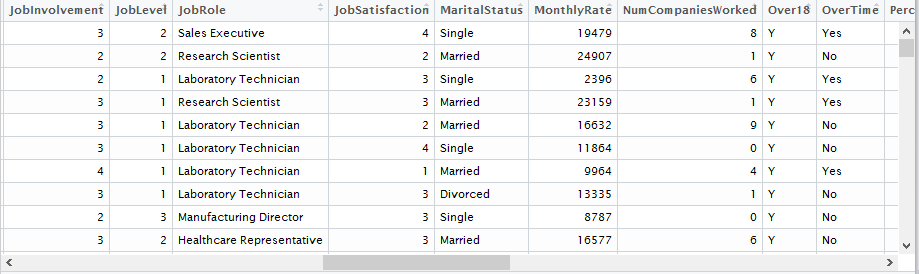 JobInvolvement JobLevel JobRole JobSatisfaction MaritalStatus MonthlyRate NumCompaniesWorked Over18 OverTime Perc
3 2 Sales Executive 4 Single 19479 8 Y Yes
2 2 Research Scientist 2 Married 24907 1 Y No
2 1 Laboratory Technician 3 Single 2396 6 Y Yes
3 1 Research Scientist 3 Married 23159 1 Y Yes
3 1 Laboratory Technician 2 Married 16632 9 Y No
3 1 Laboratory Technician 4 Single 11864 0 Y No
4 1 Laboratory Technician 1 Married 9964 4 Y Yes
3 1 Laboratory Technician 3 Divorced 13335 1 Y No
2 3 Manufacturing Director 3 Single 8787 0 Y No
3 2 Healthcare Representative 3 Married 16577 6 Y No